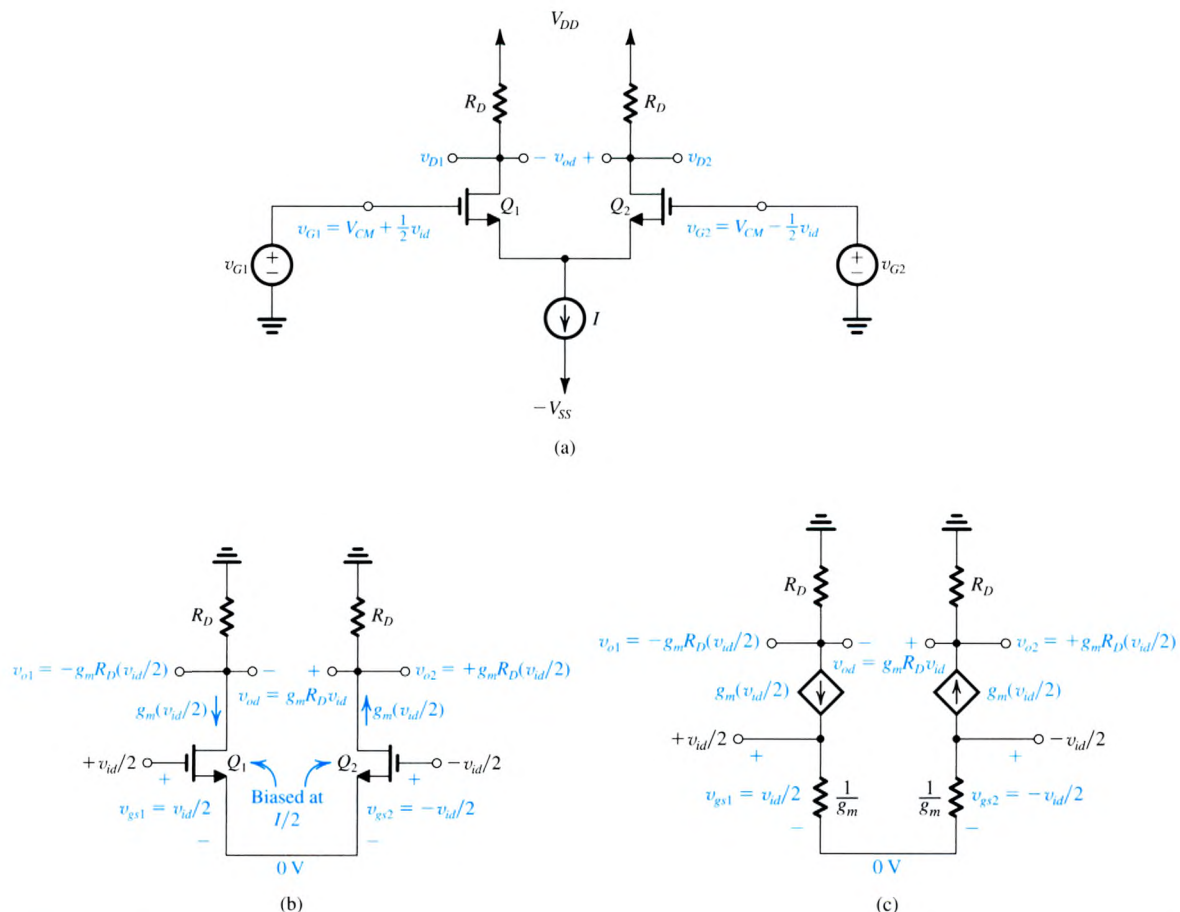 V_DD
R_D
R_D
v_D1
− v_od +
v_D2
Q_1
Q_2
v_G1 = V_CM + 1/2 v_id
v_G2 = V_CM − 1/2 v_id
v_G1
+
−
+
−
v_G2
I
−V_SS
(a)
R_D
R_D
v_o1 = −g_m R_D(v_id/2)
−
+
v_o2 = +g_m R_D(v_id/2)
v_od = g_m R_D v_id
g_m(v_id/2)
g_m(v_id/2)
+v_id/2
+
Q_1
Q_2
+
−v_id/2
Biased at
I/2
v_gs1 = v_id/2
v_gs2 = −v_id/2
−
−
0 V
(b)
R_D
R_D
v_o1 = −g_m R_D(v_id/2)
−
+
v_o2 = +g_m R_D(v_id/2)
v_od = g_m R_D v_id
g_m(v_id/2)
g_m(v_id/2)
+v_id/2
+
+
−v_id/2
v_gs1 = v_id/2
1/g_m
1/g_m
v_gs2 = −v_id/2
−
−
0 V
(c)